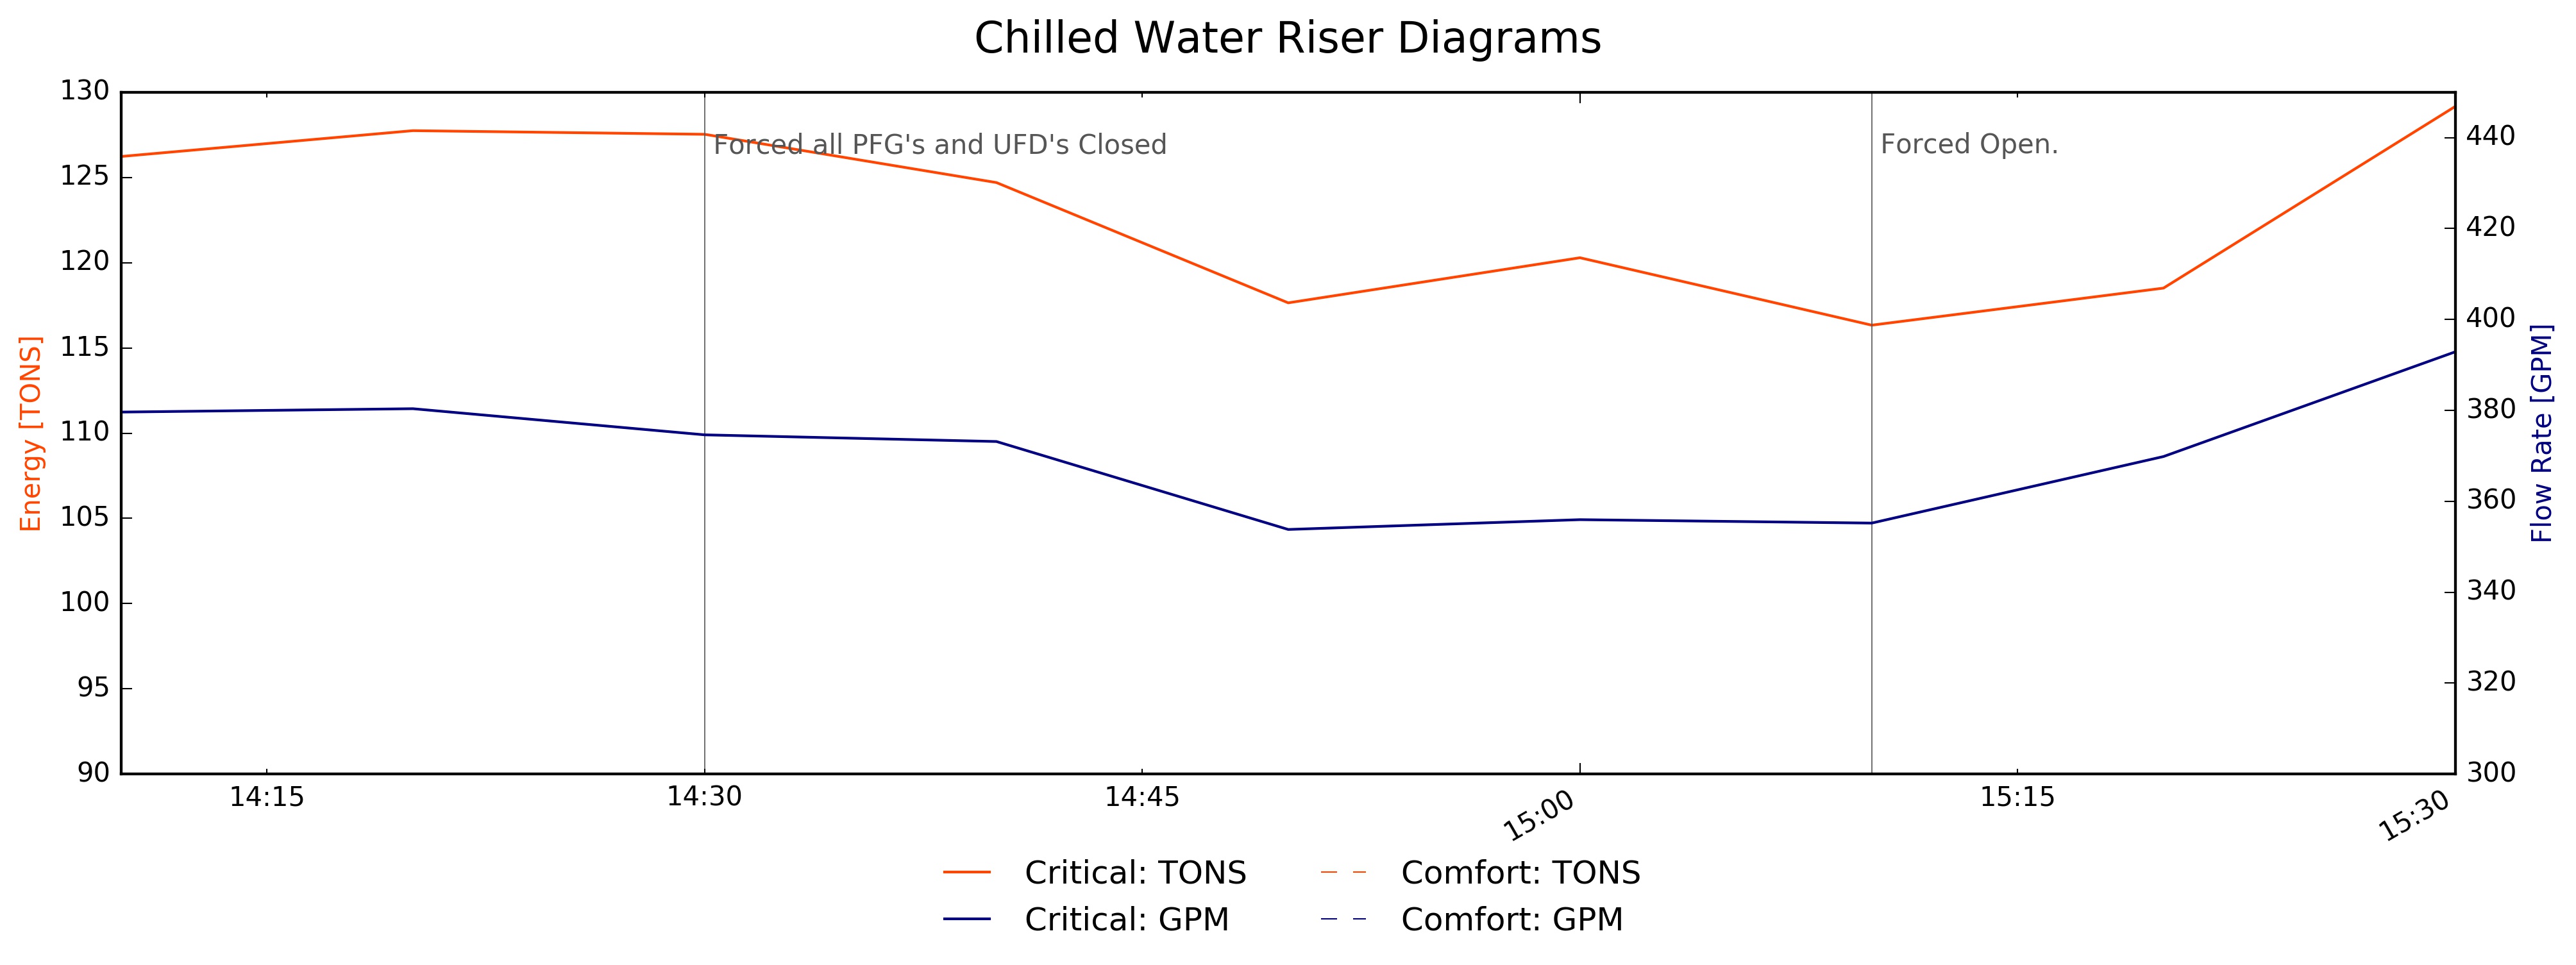 Chilled Water Riser Diagrams
130
125
120
115
110
105
100
95
90
Energy [TONS]
Forced all PFG's and UFD's Closed
Forced Open.
440
420
400
380
360
340
320
300
Flow Rate [GPM]
14:15 14:30 14:45 15:00 15:15 15:30
Critical: TONS Comfort: TONS
Critical: GPM Comfort: GPM